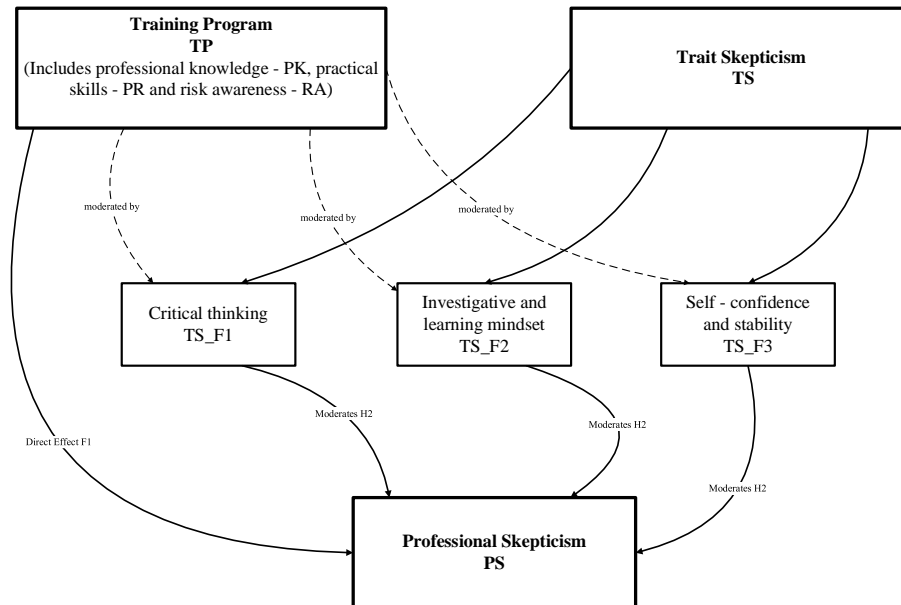 Training Program
TP
(Includes professional knowledge - PK, practical
skills - PR and risk awareness - RA)
Trait Skepticism
TS
moderated by
moderated by
moderated by
Critical thinking
TS_F1
Investigative and
learning mindset
TS_F2
Self - confidence
and stability
TS_F3
Moderates H2
Moderates H2
Direct Effect F1
Moderates H2
Professional Skepticism
PS